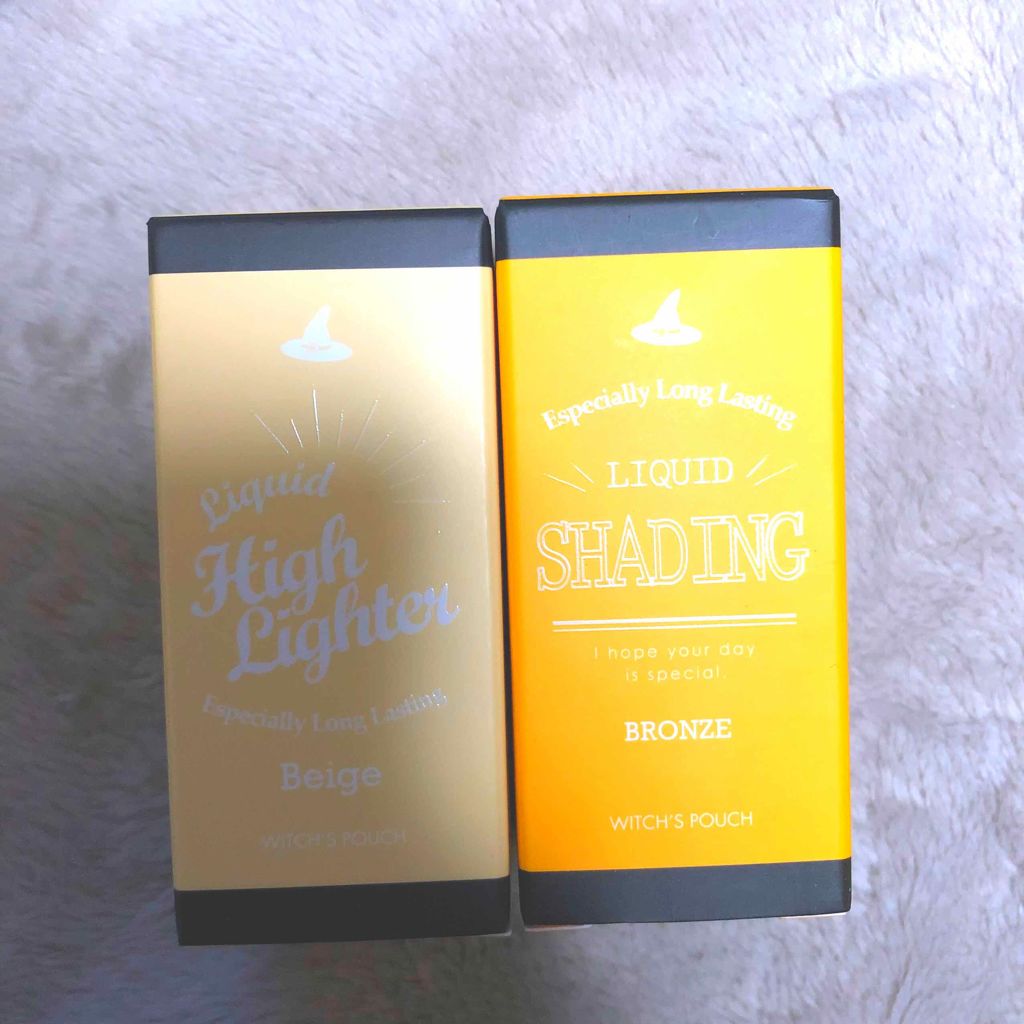 Liquid
High
Lighter
Especially Long Lasting
Beige
WITCH'S POUCH
Especially Long Lasting
LIQUID
SHADING
I hope your day
is special.
BRONZE
WITCH'S POUCH